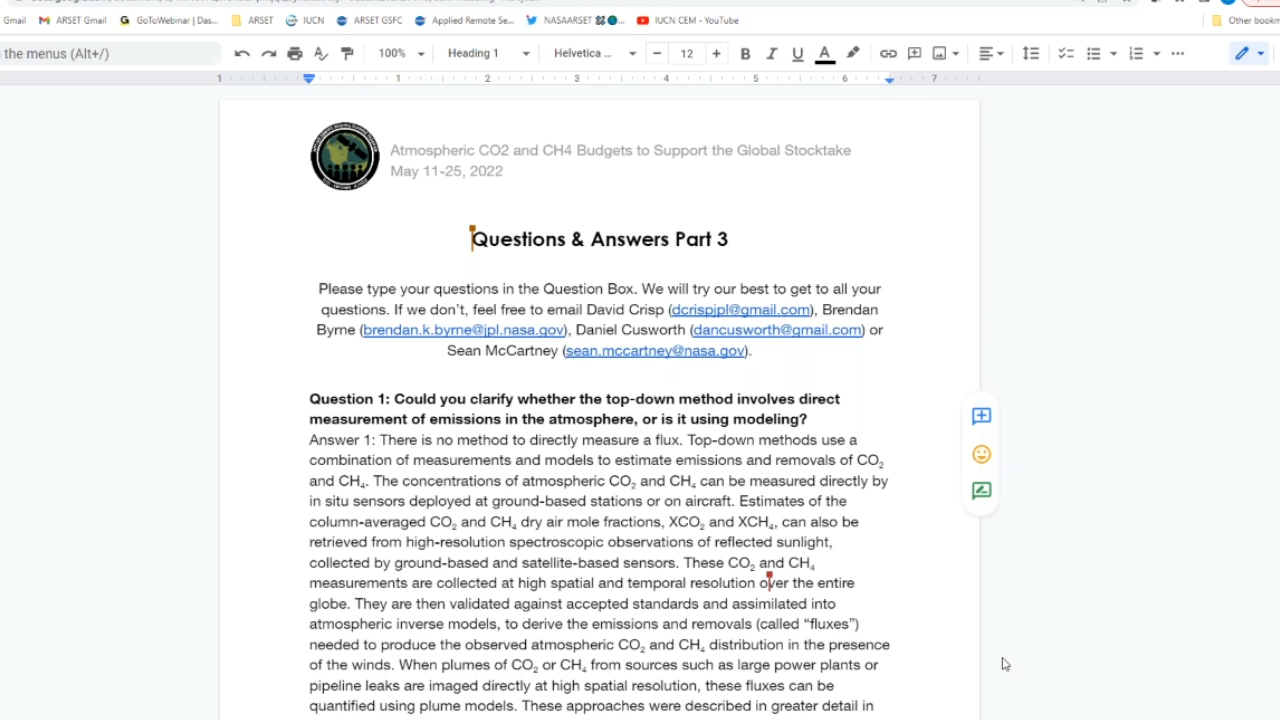 Gmail ARSET Gmail GoToWebinar | Das... ARSET IUCN ARSET GSFC Applied Remote Se... NASAARSET IUCN CEM - YouTube Other bookm
n the menus (Alt+/) 100% Heading 1 Helvetica ... 12 B I U A
1 1 2 3 4 5 6 7
Atmospheric CO2 and CH4 Budgets to Support the Global Stocktake
May 11-25, 2022
Questions & Answers Part 3
Please type your questions in the Question Box. We will try our best to get to all your
questions. If we don't, feel free to email David Crisp (dcrispjpl@gmail.com), Brendan
Byrne (brendan.k.byrne@jpl.nasa.gov), Daniel Cusworth (dancusworth@gmail.com) or
Sean McCartney (sean.mccartney@nasa.gov).
Question 1: Could you clarify whether the top-down method involves direct
measurement of emissions in the atmosphere, or is it using modeling?
Answer 1: There is no method to directly measure a flux. Top-down methods use a
combination of measurements and models to estimate emissions and removals of CO₂
and CH₄. The concentrations of atmospheric CO₂ and CH₄ can be measured directly by
in situ sensors deployed at ground-based stations or on aircraft. Estimates of the
column-averaged CO₂ and CH₄ dry air mole fractions, XCO₂ and XCH₄, can also be
retrieved from high-resolution spectroscopic observations of reflected sunlight,
collected by ground-based and satellite-based sensors. These CO₂ and CH₄
measurements are collected at high spatial and temporal resolution over the entire
globe. They are then validated against accepted standards and assimilated into
atmospheric inverse models, to derive the emissions and removals (called “fluxes”)
needed to produce the observed atmospheric CO₂ and CH₄ distribution in the presence
of the winds. When plumes of CO₂ or CH₄ from sources such as large power plants or
pipeline leaks are imaged directly at high spatial resolution, these fluxes can be
quantified using plume models. These approaches were described in greater detail in